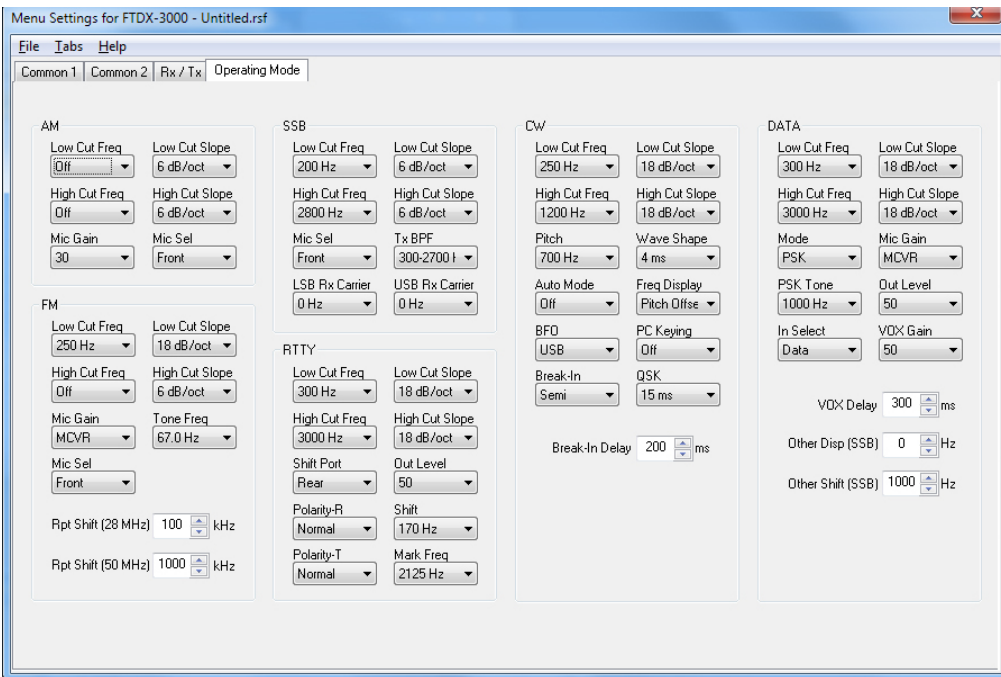 Menu Settings for FTDX-3000 - Untitled.rsf
File Tabs Help
Common 1 Common 2 Rx / Tx Operating Mode
AM
Low Cut Freq Low Cut Slope
Off 6 dB/oct
High Cut Freq High Cut Slope
Off 6 dB/oct
Mic Gain Mic Sel
30 Front
FM
Low Cut Freq Low Cut Slope
250 Hz 18 dB/oct
High Cut Freq High Cut Slope
Off 6 dB/oct
Mic Gain Tone Freq
MCVR 67.0 Hz
Mic Sel
Front
Rpt Shift (28 MHz) 100 kHz
Rpt Shift (50 MHz) 1000 kHz
SSB
Low Cut Freq Low Cut Slope
200 Hz 6 dB/oct
High Cut Freq High Cut Slope
2800 Hz 6 dB/oct
Mic Sel Tx BPF
Front 300-2700 H
LSB Rx Carrier USB Rx Carrier
0 Hz 0 Hz
RTTY
Low Cut Freq Low Cut Slope
300 Hz 18 dB/oct
High Cut Freq High Cut Slope
3000 Hz 18 dB/oct
Shift Port Out Level
Rear 50
Polarity-R Shift
Normal 170 Hz
Polarity-T Mark Freq
Normal 2125 Hz
CW
Low Cut Freq Low Cut Slope
250 Hz 18 dB/oct
High Cut Freq High Cut Slope
1200 Hz 18 dB/oct
Pitch Wave Shape
700 Hz 4 ms
Auto Mode Freq Display
Off Pitch Offse
BFO PC Keying
USB Off
Break-In QSK
Semi 15 ms
Break-In Delay 200 ms
DATA
Low Cut Freq Low Cut Slope
300 Hz 18 dB/oct
High Cut Freq High Cut Slope
3000 Hz 18 dB/oct
Mode Mic Gain
PSK MCVR
PSK Tone Out Level
1000 Hz 50
In Select VOX Gain
Data 50
VOX Delay 300 ms
Other Disp (SSB) 0 Hz
Other Shift (SSB) 1000 Hz